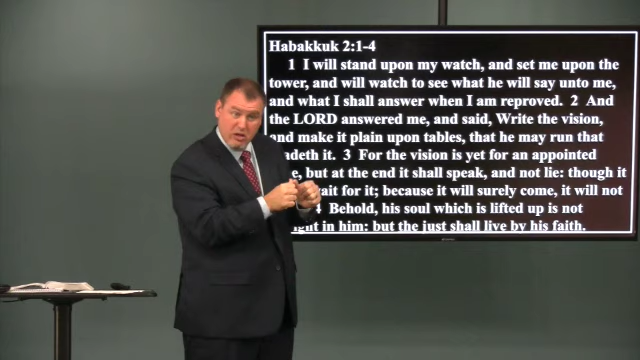 Habakkuk 2:1-4
1 I will stand upon my watch, and set me upon the
tower, and will watch to see what he will say unto me,
and what I shall answer when I am reproved. 2 And
the LORD answered me, and said, Write the vision,
and make it plain upon tables, that he may run that
deth it. 3 For the vision is yet for an appointed
e, but at the end it shall speak, and not lie: though it
ait for it; because it will surely come, it will not
4 Behold, his soul which is lifted up is not
ight in him: but the just shall live by his faith.